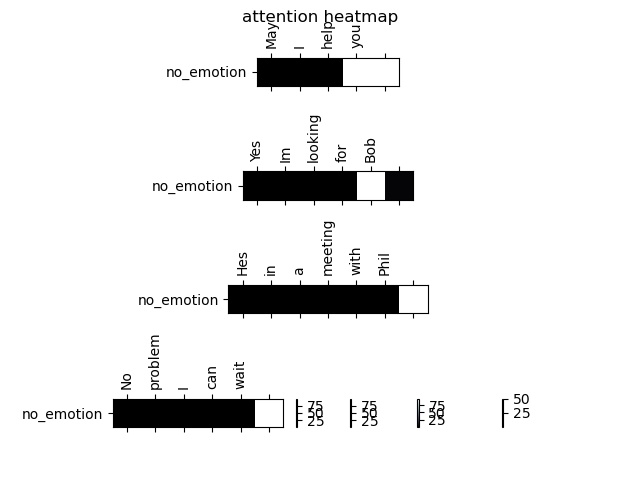 attention heatmap
May I help you
no_emotion
Yes Im looking for Bob
no_emotion
Hes in a meeting with Phil
no_emotion
No problem I can wait
no_emotion
75 75 75 50
50 50 50 25
25 25 25